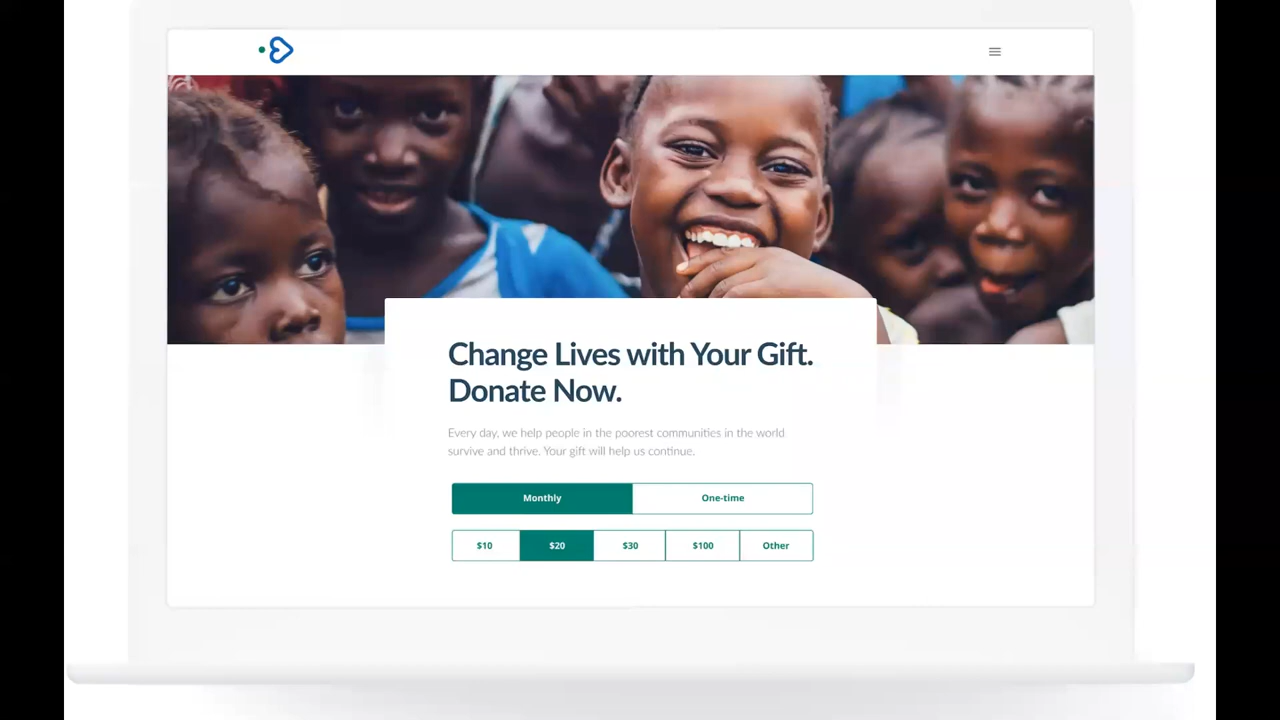 Change Lives with Your Gift.
Donate Now.
Every day, we help people in the poorest communities in the world
survive and thrive. Your gift will help us continue.
Monthly One-time
$10 $20 $30 $100 Other